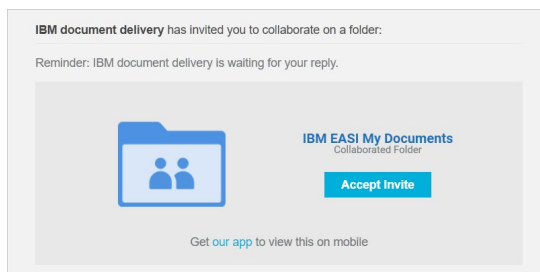 IBM document delivery has invited you to collaborate on a folder:
Reminder: IBM document delivery is waiting for your reply.
IBM EASI My Documents
Collaborated Folder
Accept Invite
Get our app to view this on mobile